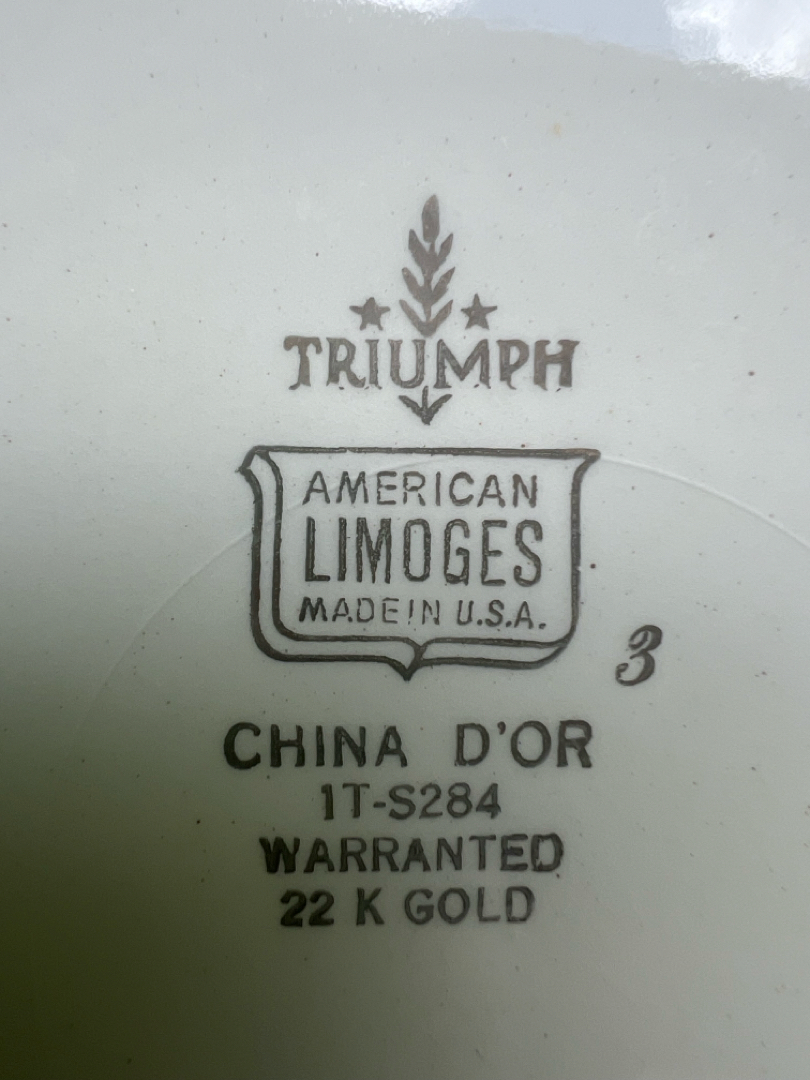 TRIUMPH
AMERICAN
LIMOGES
MADE IN U.S.A.
3
CHINA D'OR
1T-S284
WARRANTED
22 K GOLD